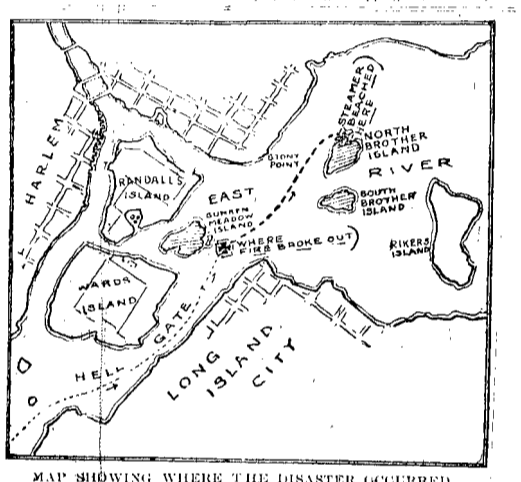 STEAMER
BEACHED
HERE
NORTH
BROTHER
ISLAND
HARLEM
STONY
POINT
RIVER
RANDALL'S
ISLAND
EAST
SUNKEN
MEADOW
ISLAND
SOUTH
BROTHER
ISLAND
WHERE
FIRE BROKE OUT
RIKERS
ISLAND
WARDS
ISLAND
HELL GATE
LONG
ISLAND
CITY
MAP SHOWING WHERE THE DISASTER OCCURRED